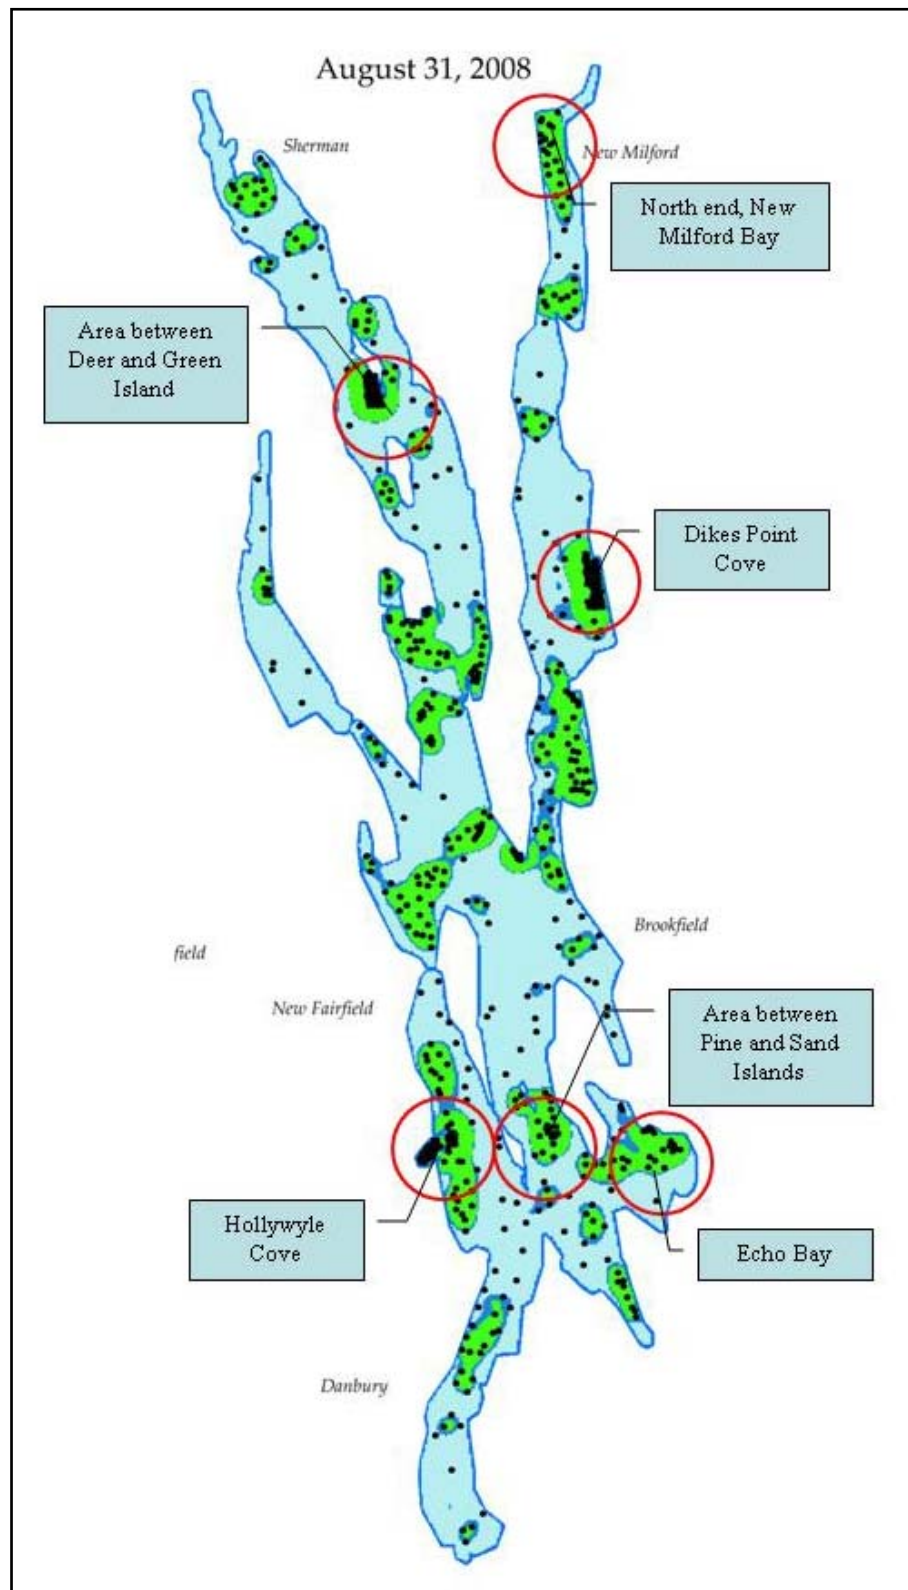 August 31, 2008
Sherman
New Milford
North end, New
Milford Bay
Area between
Deer and Green
Island
Dikes Point
Cove
Brookfield
field
New Fairfield
Area between
Pine and Sand
Islands
Hollywyle
Cove
Echo Bay
Danbury